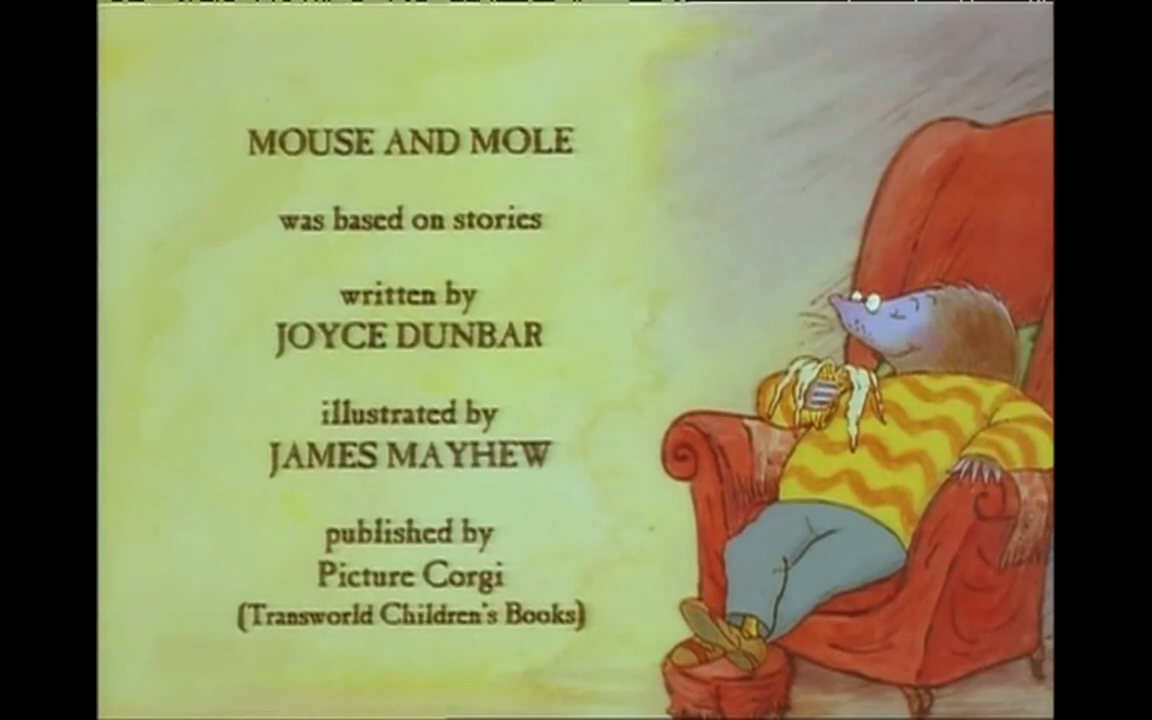 MOUSE AND MOLE
was based on stories
written by
JOYCE DUNBAR
illustrated by
JAMES MAYHEW
published by
Picture Corgi
(Transworld Children's Books)